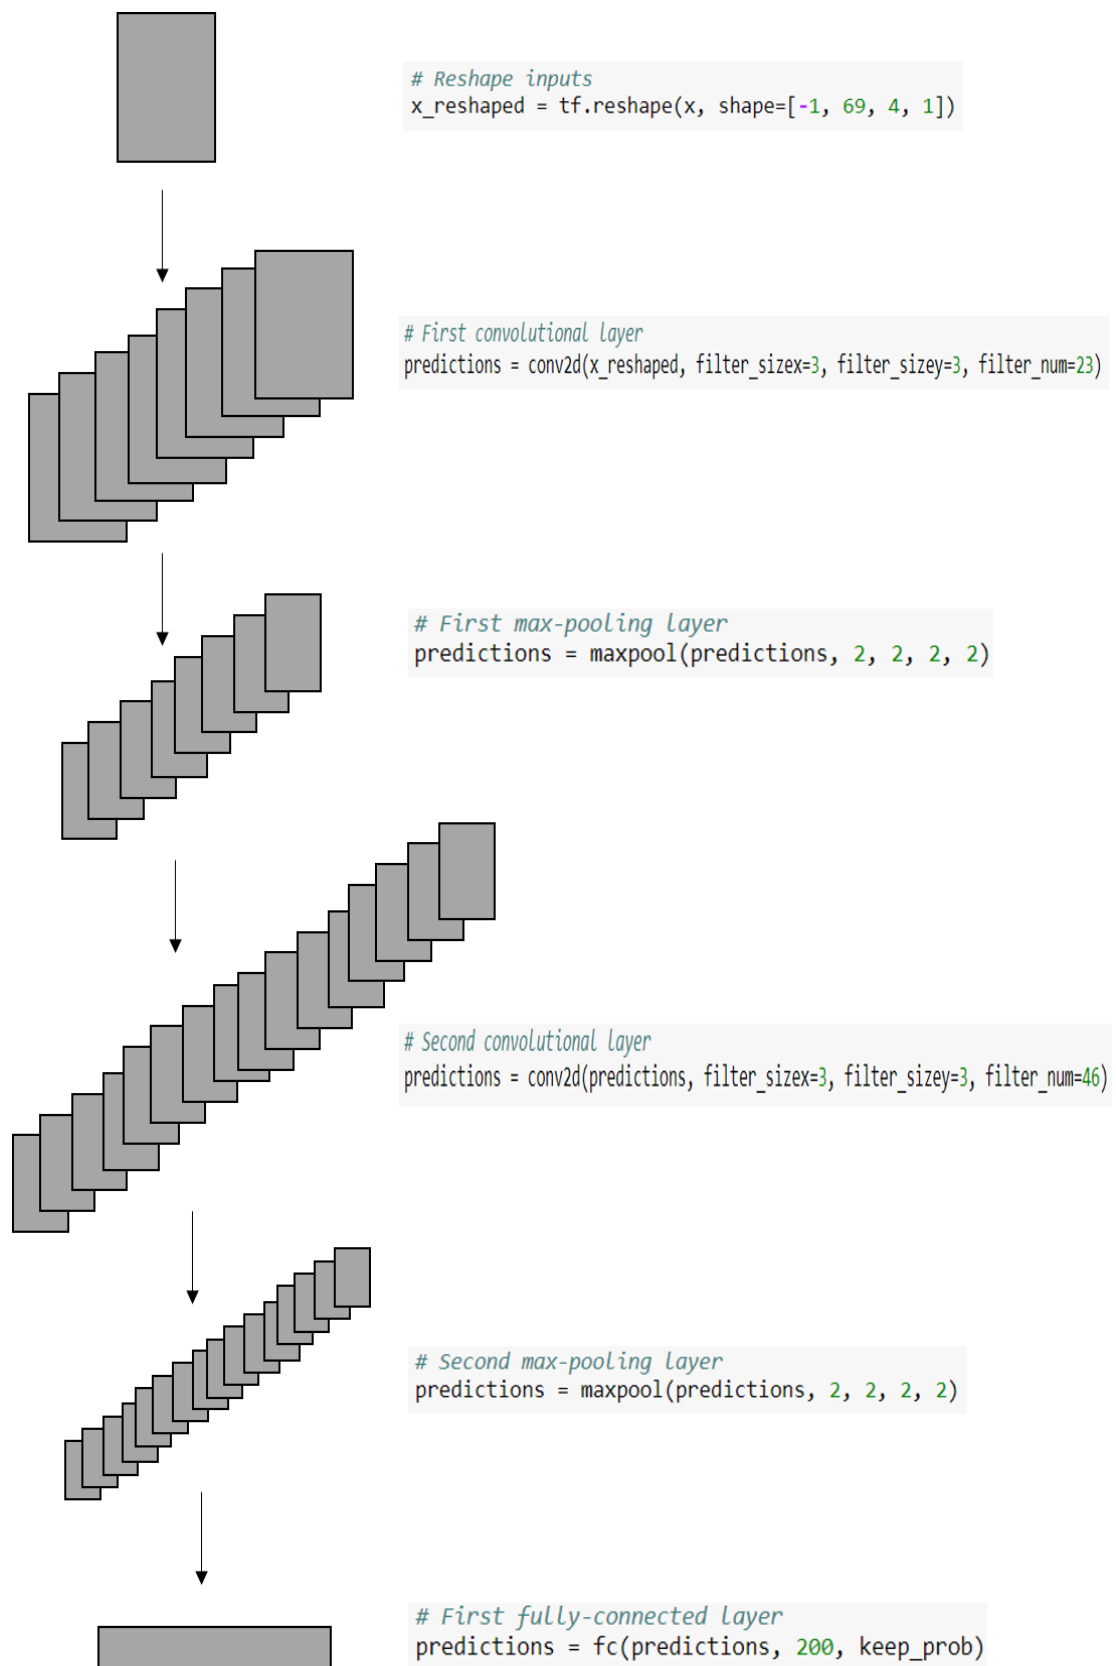 # Reshape inputs
x_reshaped = tf.reshape(x, shape=[-1, 69, 4, 1])
# First convolutional layer
predictions = conv2d(x_reshaped, filter_sizex=3, filter_sizey=3, filter_num=23)
# First max-pooling layer
predictions = maxpool(predictions, 2, 2, 2, 2)
# Second convolutional layer
predictions = conv2d(predictions, filter_sizex=3, filter_sizey=3, filter_num=46)
# Second max-pooling layer
predictions = maxpool(predictions, 2, 2, 2, 2)
# First fully-connected layer
predictions = fc(predictions, 200, keep_prob)